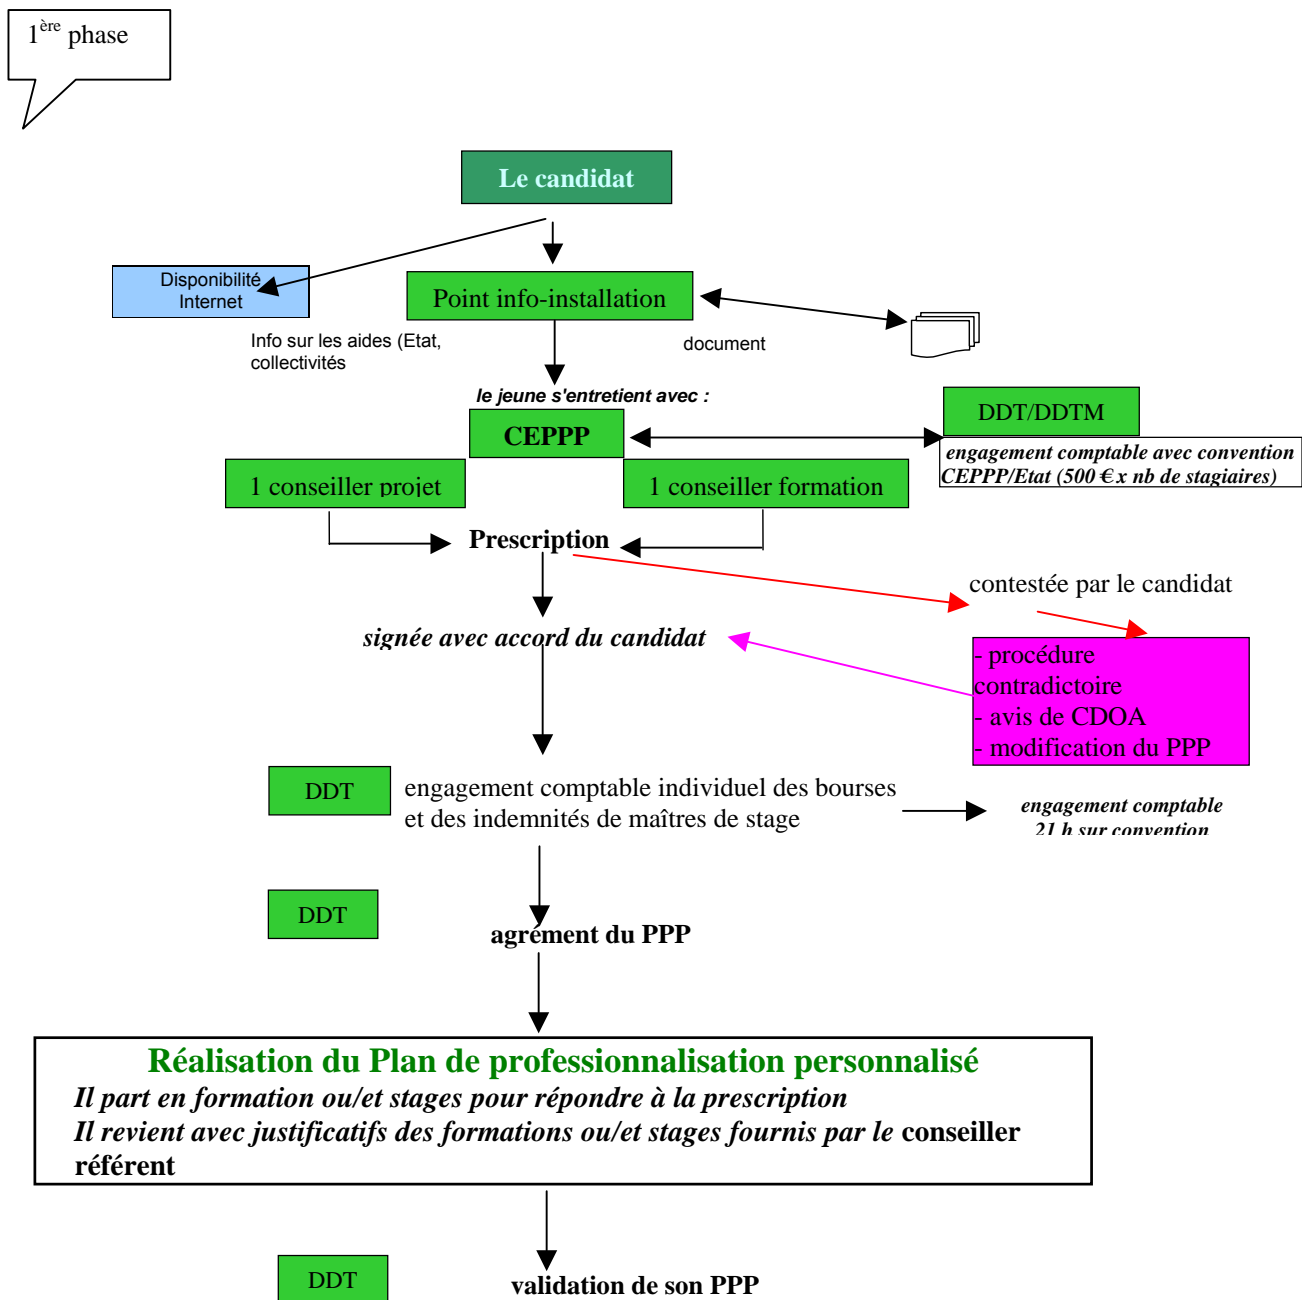 1ère phase
Le candidat
Disponibilité
Internet
Point info-installation
Info sur les aides (Etat,
collectivités
document
le jeune s'entretient avec :
CEPPP
DDT/DDTM
engagement comptable avec convention
CEPPP/Etat (500 € x nb de stagiaires)
1 conseiller projet
1 conseiller formation
Prescription
contestée par le candidat
signée avec accord du candidat
- procédure
contradictoire
- avis de CDOA
- modification du PPP
DDT
engagement comptable individuel des bourses
et des indemnités de maîtres de stage
engagement comptable
21 h sur convention
DDT
agrément du PPP
Réalisation du Plan de professionnalisation personnalisé
Il part en formation ou/et stages pour répondre à la prescription
Il revient avec justificatifs des formations ou/et stages fournis par le conseiller
référent
DDT
validation de son PPP